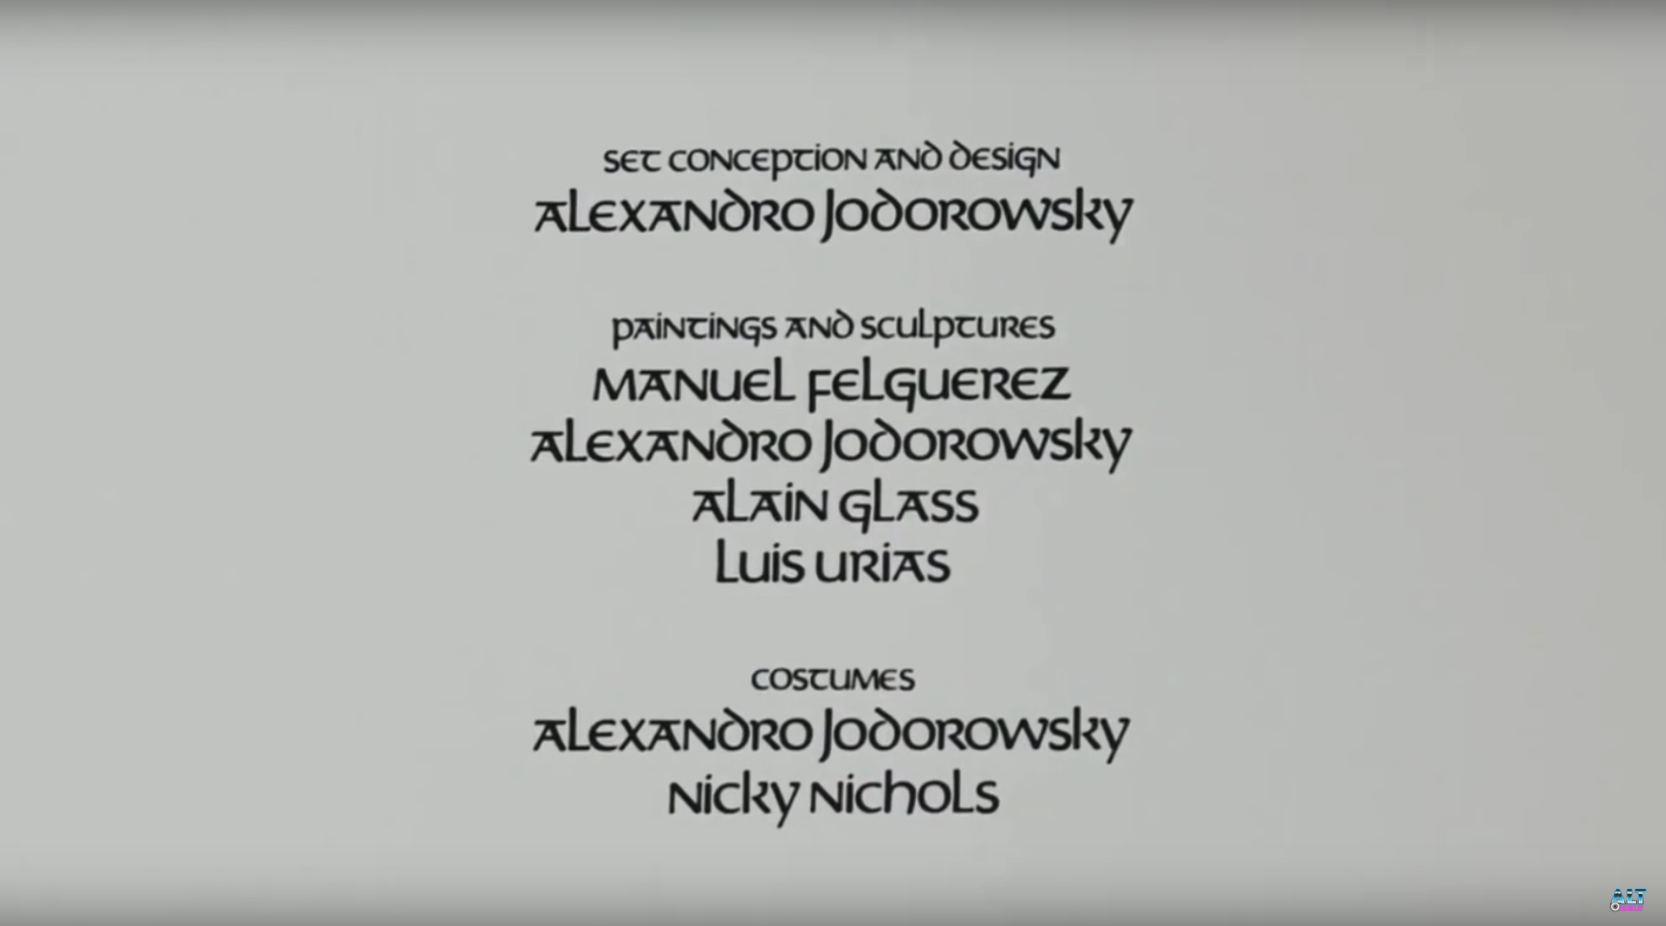 set conception and design
Alexandro Jodorowsky
paintings and sculptures
Manuel Felguerez
Alexandro Jodorowsky
Alain Glass
Luis Urias
costumes
Alexandro Jodorowsky
Nicky Nichols
ALT